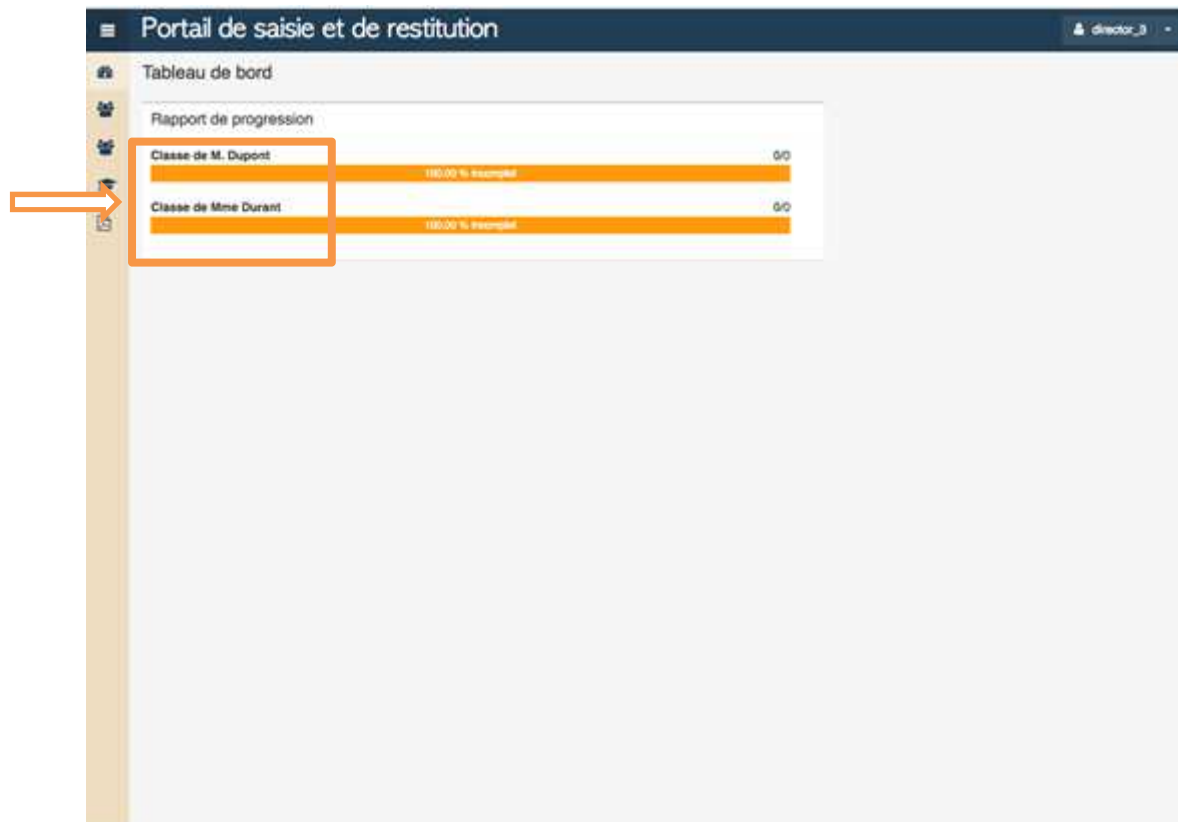 Portail de saisie et de restitution
director_3
Tableau de bord
Rapport de progression
Classe de M. Dupont
0/0
100.00 % incomplet
Classe de Mme Durant
0/0
100.00 % incomplet